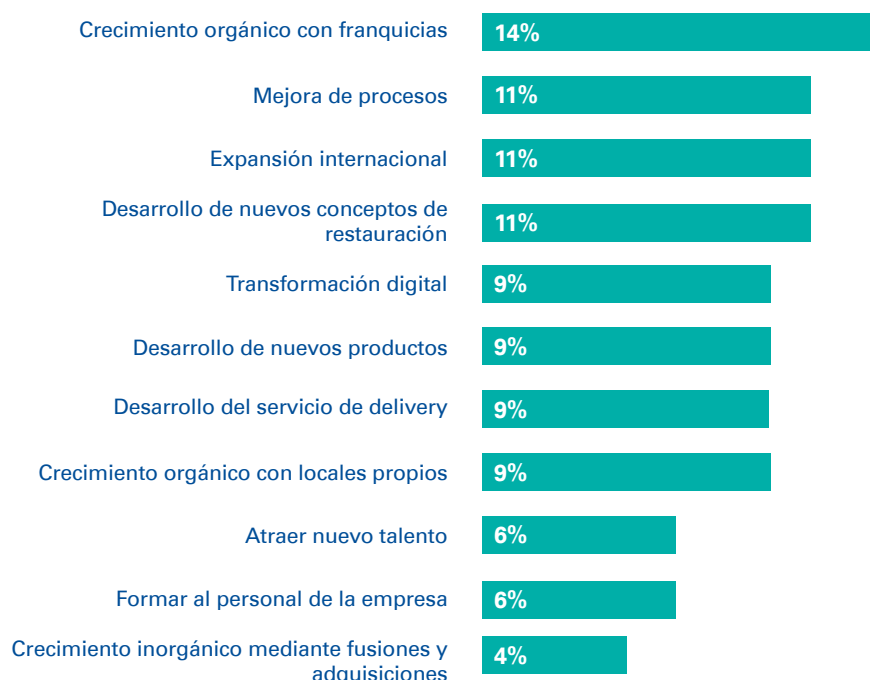 Crecimiento orgánico con franquicias 14%
Mejora de procesos 11%
Expansión internacional 11%
Desarrollo de nuevos conceptos de
restauración 11%
Transformación digital 9%
Desarrollo de nuevos productos 9%
Desarrollo del servicio de delivery 9%
Crecimiento orgánico con locales propios 9%
Atraer nuevo talento 6%
Formar al personal de la empresa 6%
Crecimiento inorgánico mediante fusiones y
adquisiciones 4%